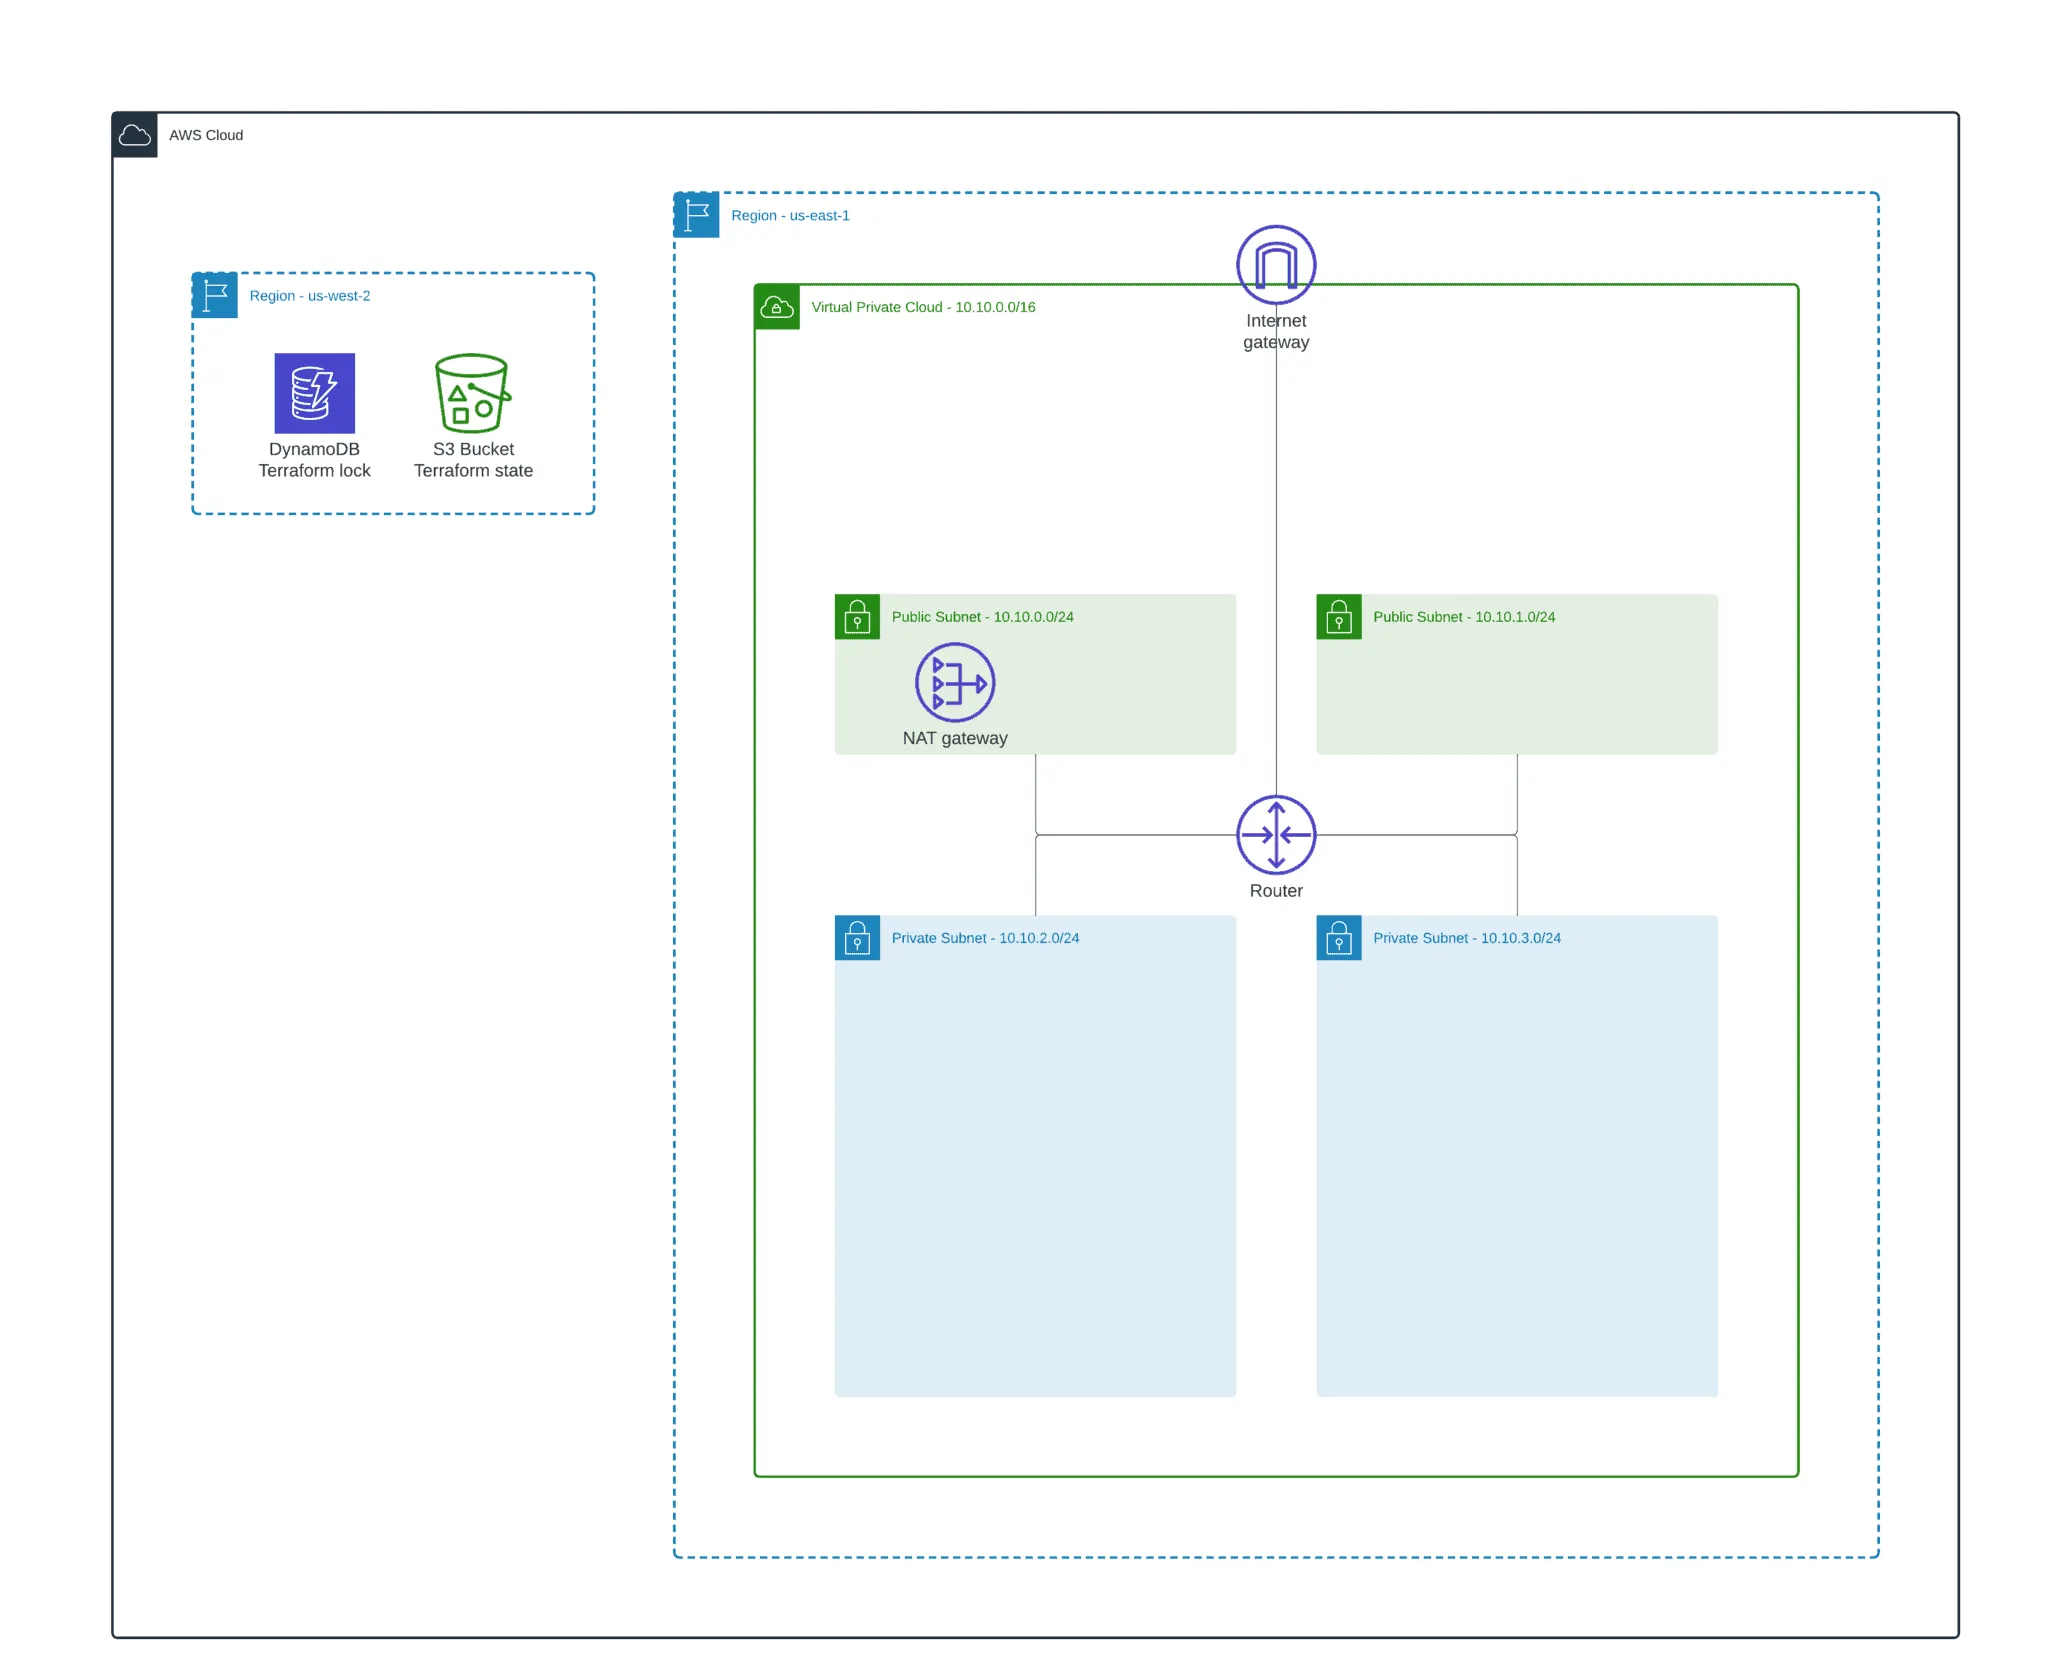 AWS Cloud
Region - us-east-1
Region - us-west-2
Virtual Private Cloud - 10.10.0.0/16
Internet
gateway
DynamoDB
Terraform lock
S3 Bucket
Terraform state
Public Subnet - 10.10.0.0/24
Public Subnet - 10.10.1.0/24
NAT gateway
Router
Private Subnet - 10.10.2.0/24
Private Subnet - 10.10.3.0/24